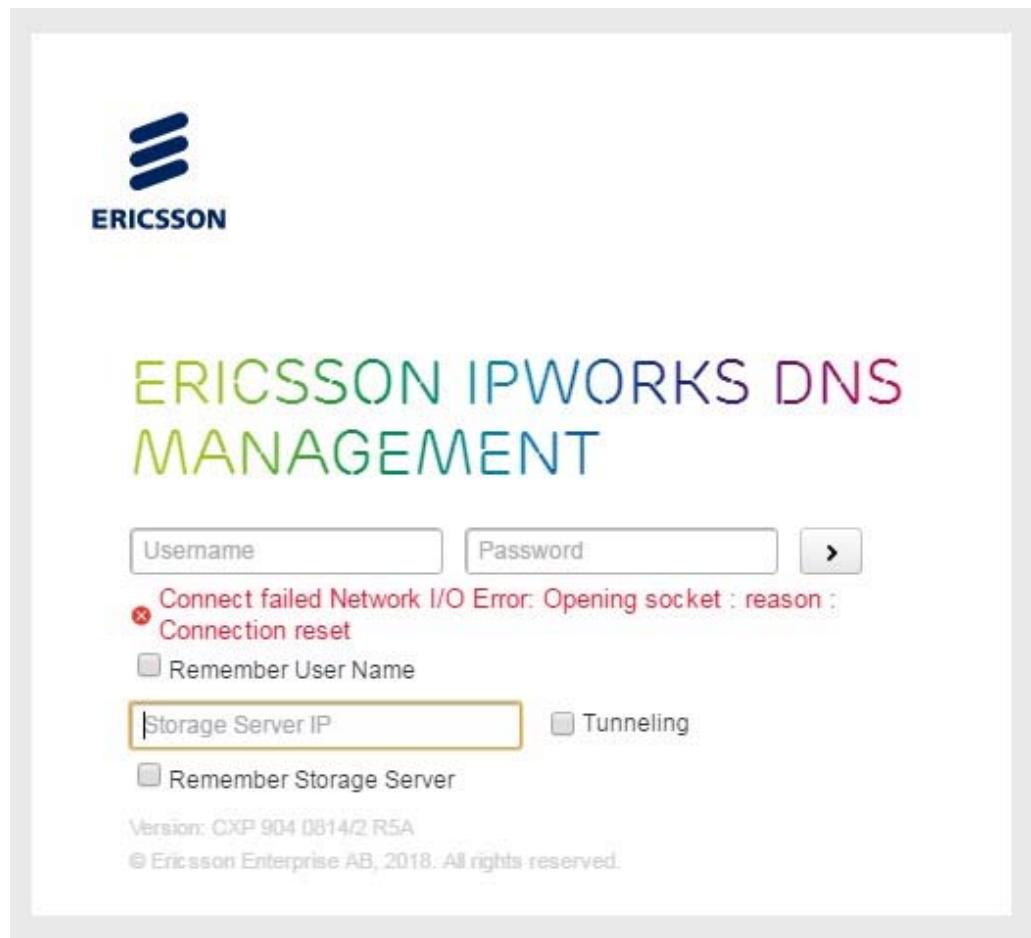 ERICSSON
ERICSSON IPWORKS DNS
MANAGEMENT
Username Password
Connect failed Network I/O Error: Opening socket : reason :
Connection reset
Remember User Name
Storage Server IP Tunneling
Remember Storage Server
Version: CXP 904 0814/2 R5A
© Ericsson Enterprise AB, 2018. All rights reserved.